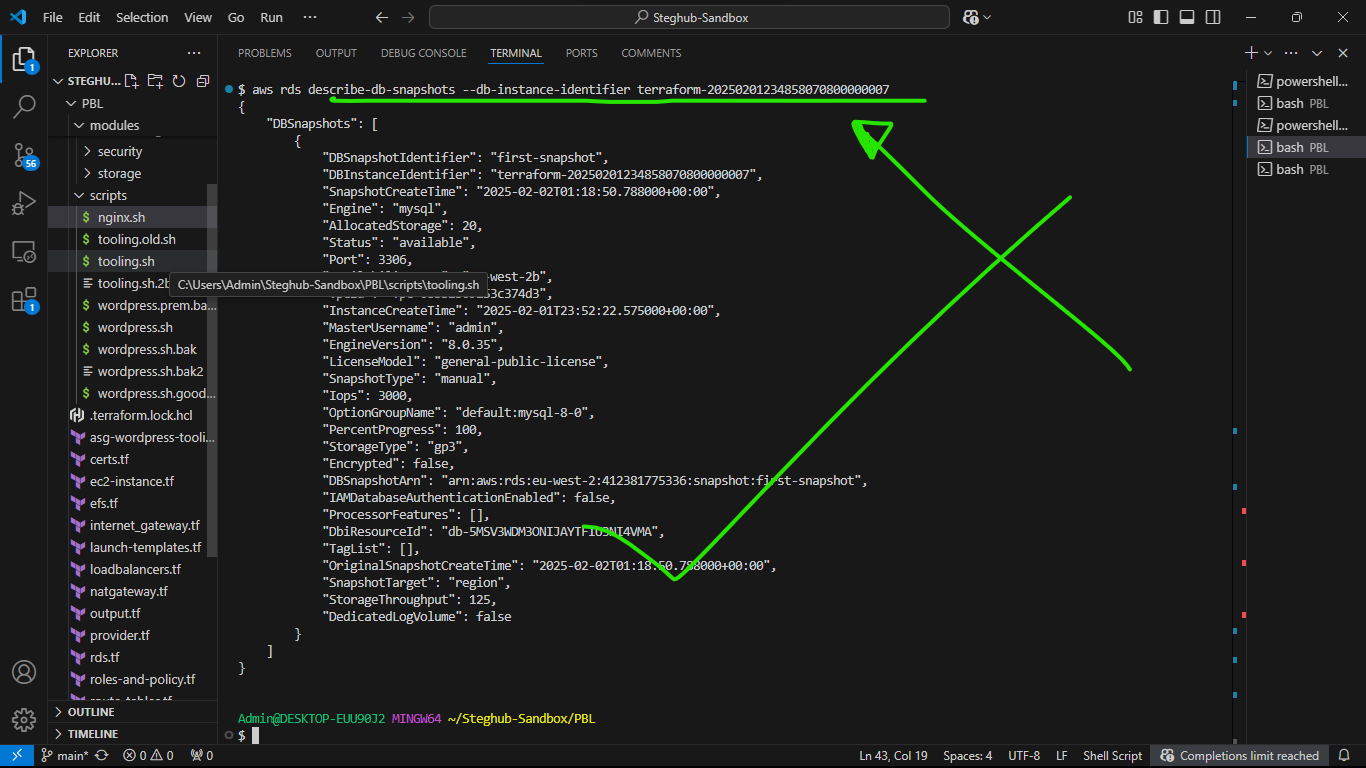 File Edit Selection View Go Run ··· Steghub-Sandbox
EXPLORER ···
STEGHU...
PBL
modules
security
storage
scripts
nginx.sh
tooling.old.sh
tooling.sh
tooling.sh.2b
C:\Users\Admin\Steghub-Sandbox\PBL\scripts\tooling.sh
wordpress.prem.ba...
wordpress.sh
wordpress.sh.bak
wordpress.sh.bak2
wordpress.sh.good...
.terraform.lock.hcl
asg-wordpress-tooli...
certs.tf
ec2-instance.tf
efs.tf
internet_gateway.tf
launch-templates.tf
loadbalancers.tf
natgateway.tf
output.tf
provider.tf
rds.tf
roles-and-policy.tf
OUTLINE
TIMELINE
1
56
1
PROBLEMS OUTPUT DEBUG CONSOLE TERMINAL PORTS COMMENTS
$ aws rds describe-db-snapshots --db-instance-identifier terraform-20250201234858070800000007
{
"DBSnapshots": [
{
"DBSnapshotIdentifier": "first-snapshot",
"DBInstanceIdentifier": "terraform-20250201234858070800000007",
"SnapshotCreateTime": "2025-02-02T01:18:50.788000+00:00",
"Engine": "mysql",
"AllocatedStorage": 20,
"Status": "available",
"Port": 3306,
-west-2b",
53c374d3",
"InstanceCreateTime": "2025-02-01T23:52:22.575000+00:00",
"MasterUsername": "admin",
"EngineVersion": "8.0.35",
"LicenseModel": "general-public-license",
"SnapshotType": "manual",
"Iops": 3000,
"OptionGroupName": "default:mysql-8-0",
"PercentProgress": 100,
"StorageType": "gp3",
"Encrypted": false,
"DBSnapshotArn": "arn:aws:rds:eu-west-2:412381775336:snapshot:first-snapshot",
"IAMDatabaseAuthenticationEnabled": false,
"ProcessorFeatures": [],
"DbiResourceId":
"TagList": [],
"OriginalSnapshotCreateTime": "2025-02-02T01:18:50.788000+00:00",
"SnapshotTarget": "region",
"StorageThroughput": 125,
"DedicatedLogVolume": false
}
]
}
Admin@DESKTOP-EUU90J2 MINGW64 ~/Steghub-Sandbox/PBL
$
powershell...
bash PBL
powershell...
bash PBL
bash PBL
main* 0 0 0 Ln 43, Col 19 Spaces: 4 UTF-8 LF Shell Script Completions limit reached